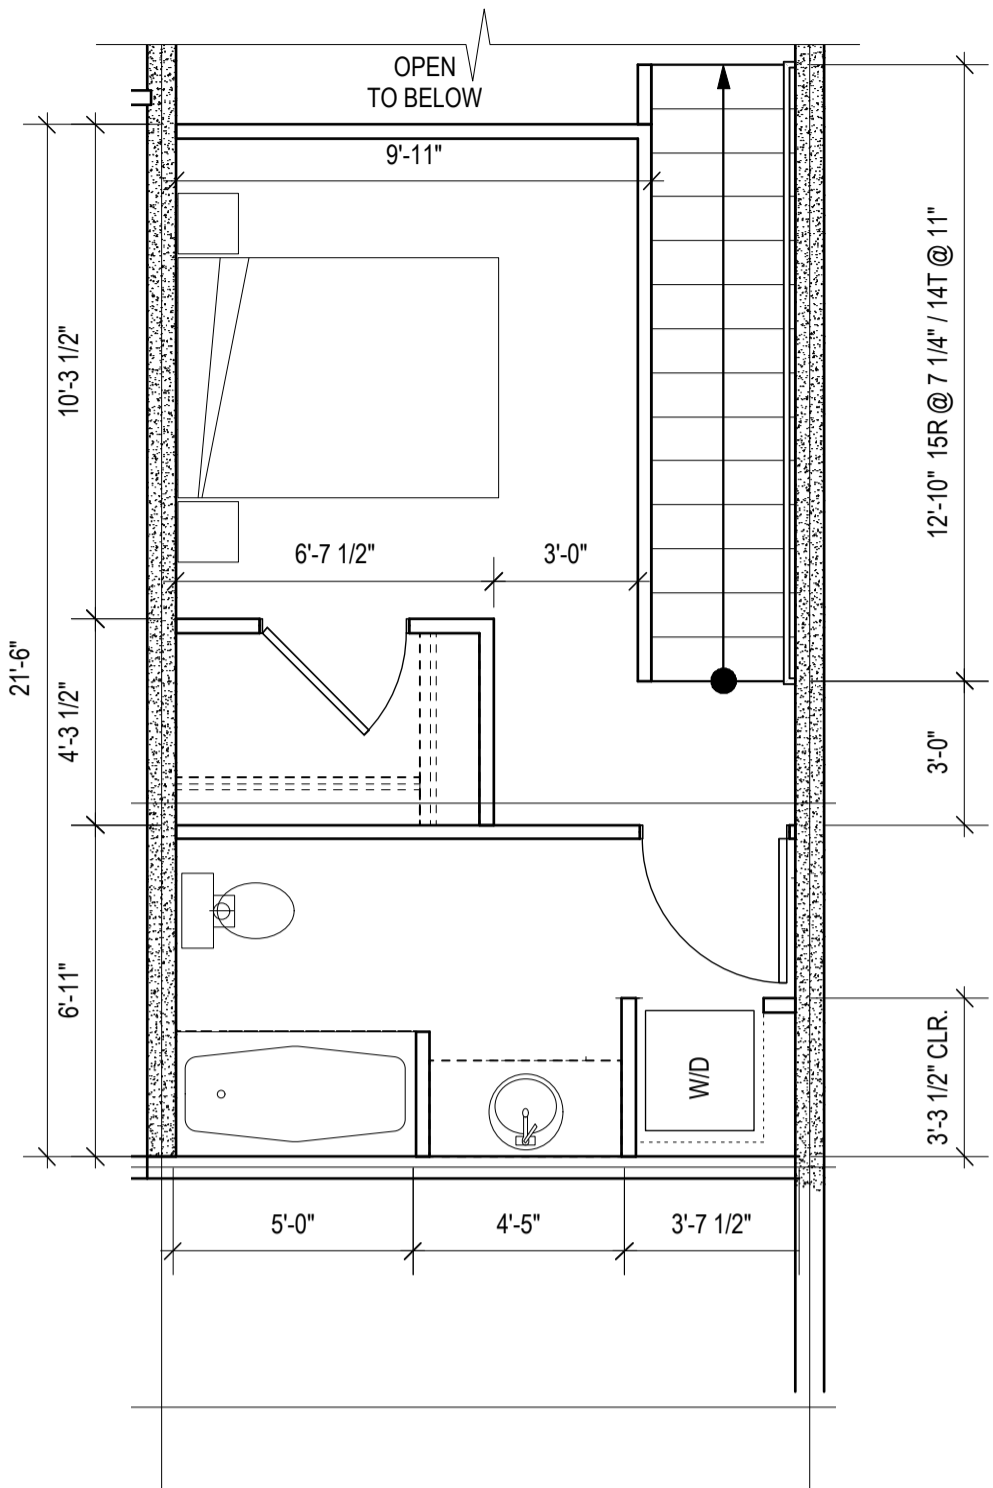 OPEN
TO BELOW
9'-11"
10'-3 1/2"
12'-10" 15R @ 7 1/4" / 14T @ 11"
6'-7 1/2"
3'-0"
21'-6"
4'-3 1/2"
3'-0"
6'-11"
W/D
3'-3 1/2" CLR.
5'-0"
4'-5"
3'-7 1/2"